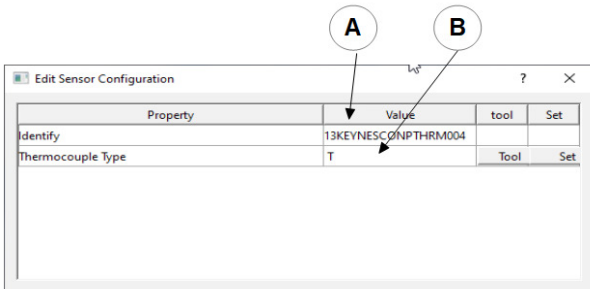 A B
Edit Sensor Configuration ? ×
Property Value tool Set
Identify 13KEYNESCONPTHRM004
Thermocouple Type T Tool Set